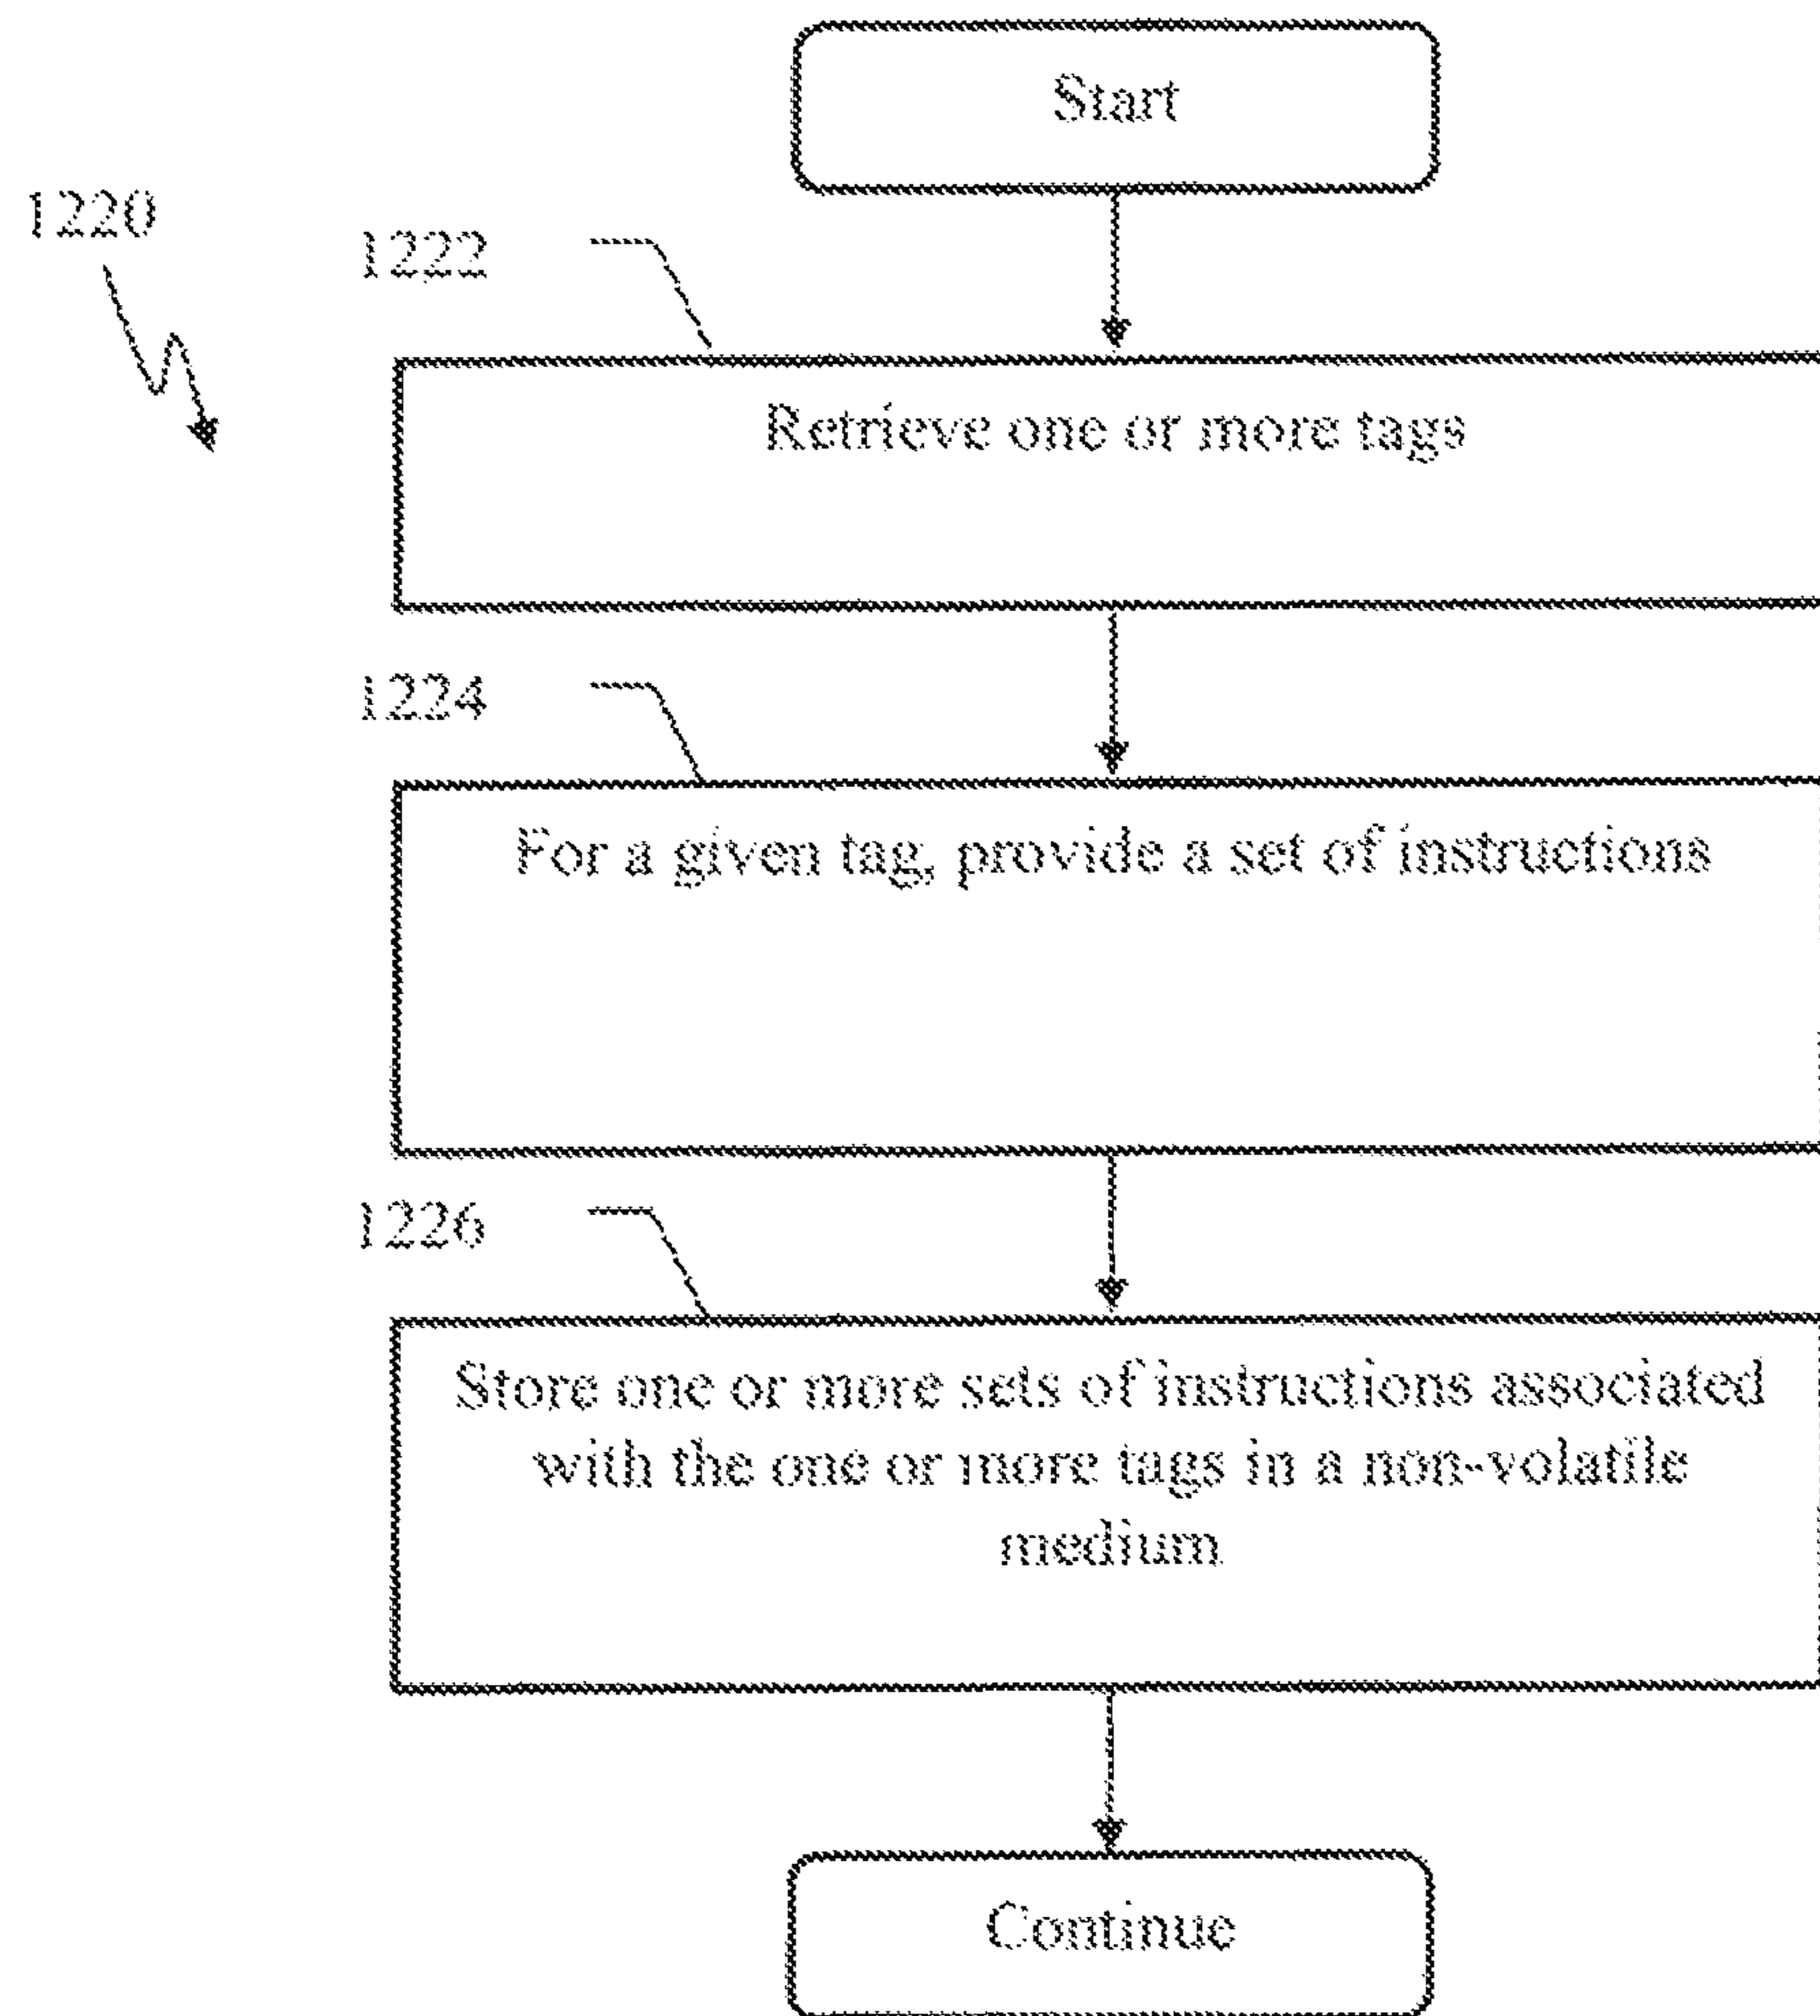 Start
1220
1222
Retrieve one or more tags
1224
For a given tag, provide a set of instructions
1226
Store one or more sets of instructions associated
with the one or more tags in a non-volatile
medium
Continue